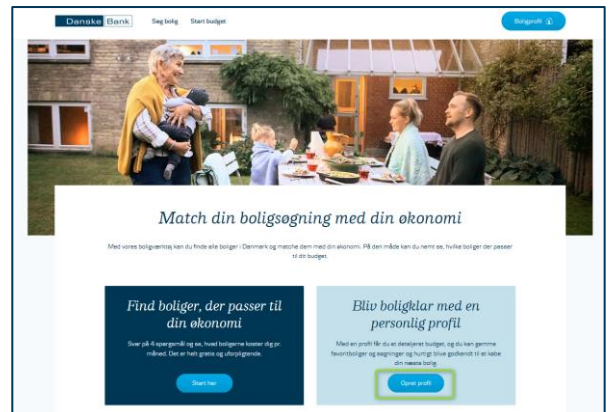 Danske Bank
Søg bolig
Start budget
Boligprofil
Match din boligsøgning med din økonomi
Med vores boligværktøj kan du finde alle boliger i Danmark og matche dem med din økonomi. På den måde kan du nemt se, hvilke boliger der passer
til dit budget.
Find boliger, der passer til
din økonomi
Svar på 4 spørgsmål og se, hvad boligerne koster dig pr.
måned. Det er helt gratis og uforpligtende.
Start her
Bliv boligklar med en
personlig profil
Med en profil får du et detaljeret budget, og du kan gemme
favoritboliger og søgninger og hurtigt blive godkendt til at købe
din næste bolig.
Opret profil